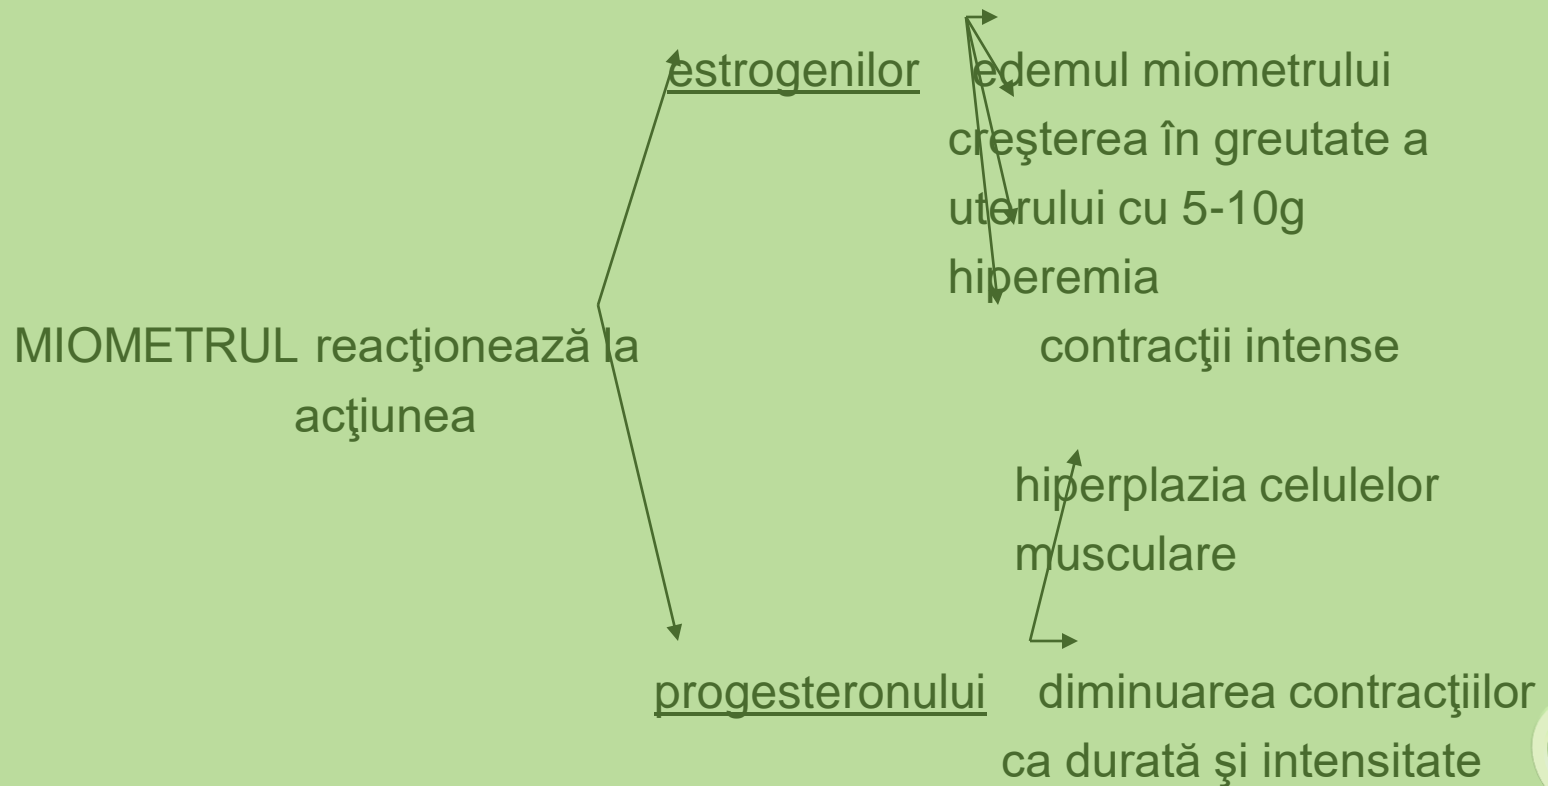 estrogenilor edemul miometrului
creşterea în greutate a
uterului cu 5-10g
hiperemia
MIOMETRUL reacţionează la contracţii intense
acţiunea
hiperplazia celulelor
musculare
progesteronului diminuarea contracţiilor
ca durată şi intensitate